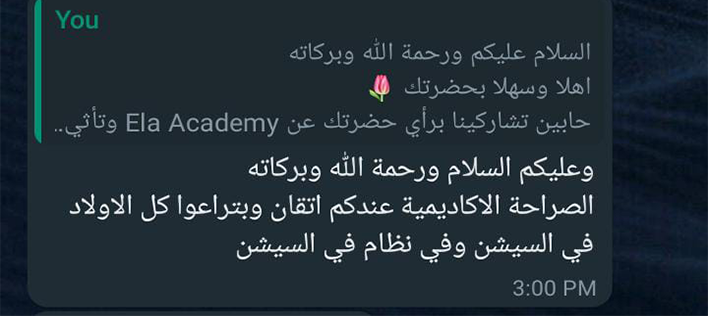 You
السلام عليكم ورحمة الله وبركاته
اهلا وسهلا بحضرتك 🌷
حابين تشاركينا برأي حضرتك عن Ela Academy وتأثي..
وعليكم السلام ورحمة الله وبركاته
الصراحة الاكاديمية عندكم اتقان وبتراعوا كل الاولاد
في السيشن وفي نظام في السيشن
3:00 PM